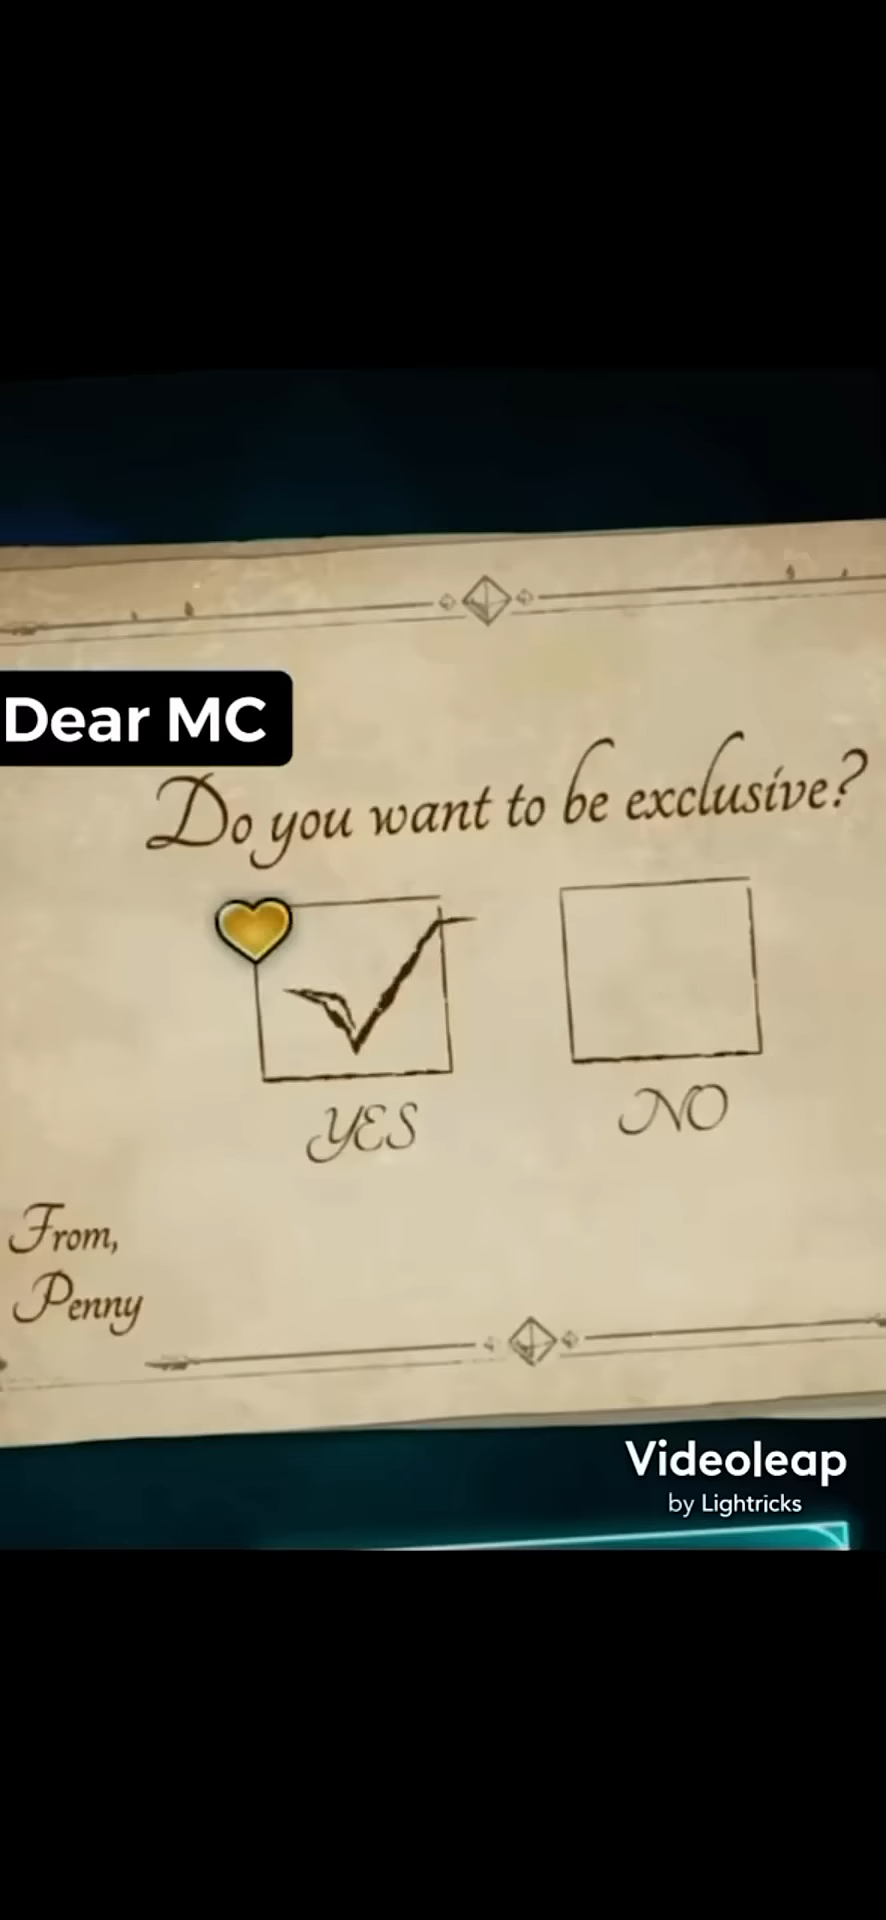 Dear MC
Do you want to be exclusive?
YES
NO
From,
Penny
Videoleap
by Lightricks